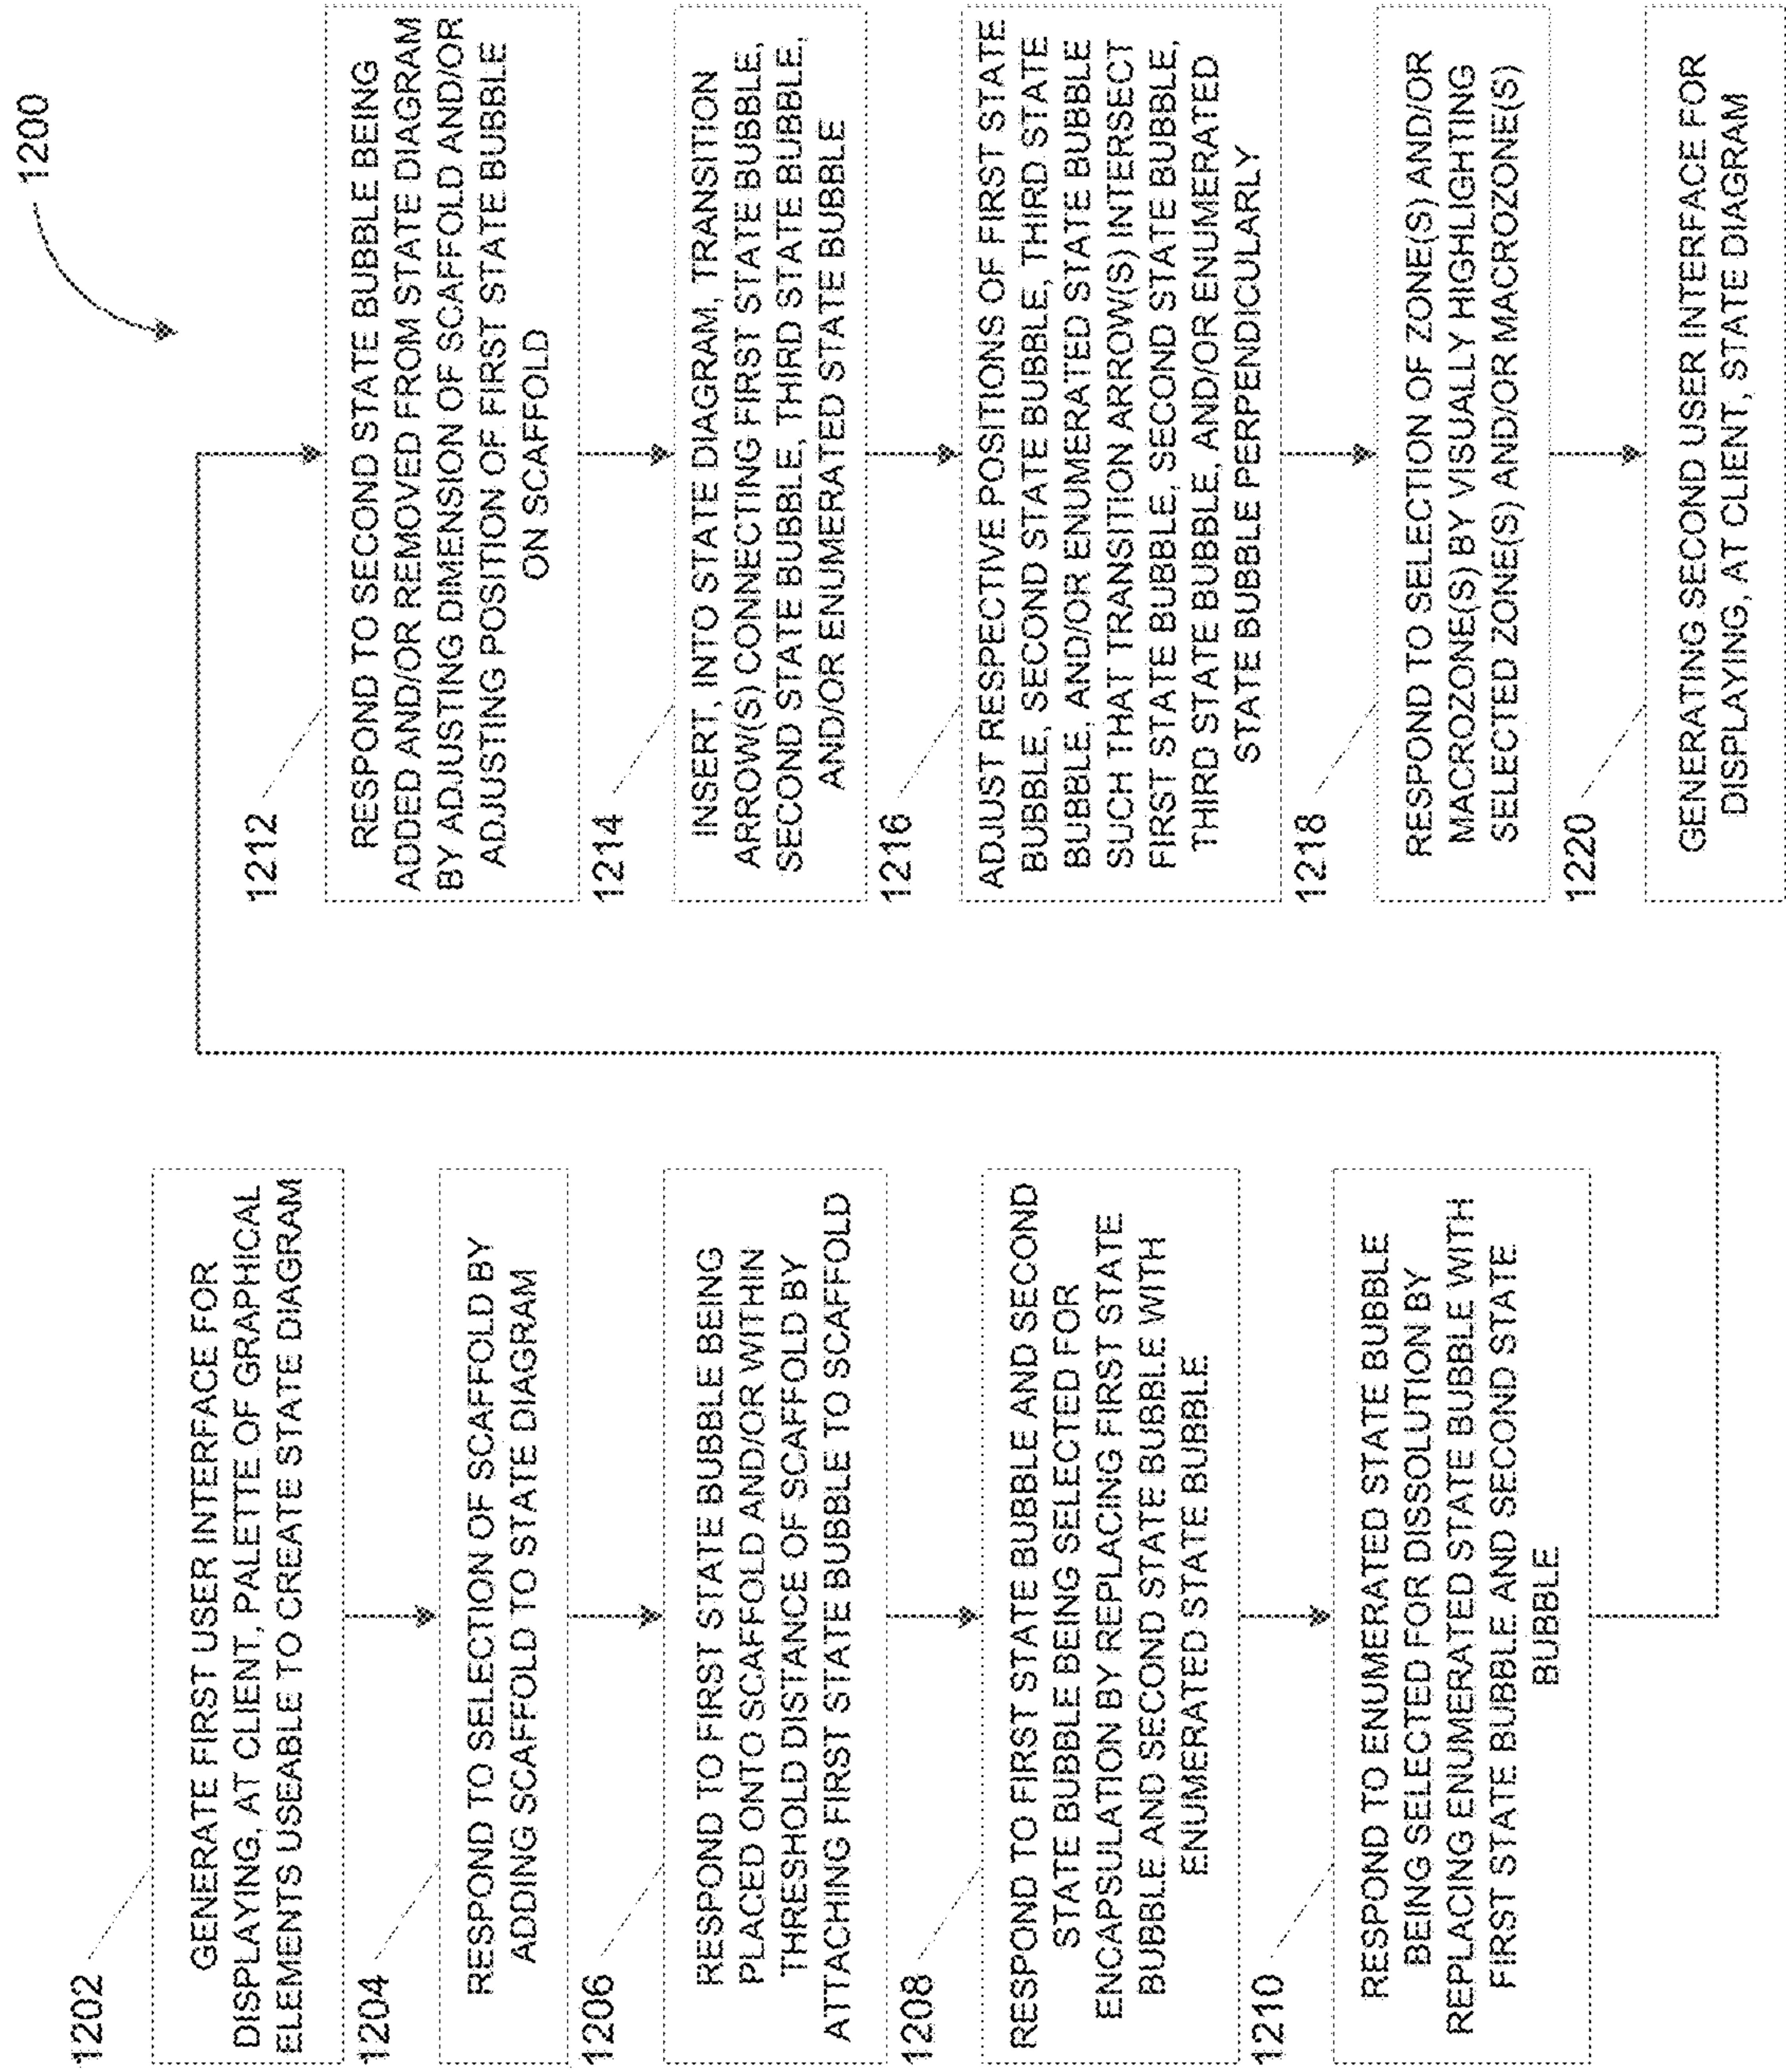 1200
1202
GENERATE FIRST USER INTERFACE FOR
DISPLAYING, AT CLIENT, PALETTE OF GRAPHICAL
ELEMENTS USEABLE TO CREATE STATE DIAGRAM
1204
RESPOND TO SELECTION OF SCAFFOLD BY
ADDING SCAFFOLD TO STATE DIAGRAM
1206
RESPOND TO FIRST STATE BUBBLE BEING
PLACED ONTO SCAFFOLD AND/OR WITHIN
THRESHOLD DISTANCE OF SCAFFOLD BY
ATTACHING FIRST STATE BUBBLE TO SCAFFOLD
1208
RESPOND TO FIRST STATE BUBBLE AND SECOND
STATE BUBBLE BEING SELECTED FOR
ENCAPSULATION BY REPLACING FIRST STATE
BUBBLE AND SECOND STATE BUBBLE WITH
ENUMERATED STATE BUBBLE
1210
RESPOND TO ENUMERATED STATE BUBBLE
BEING SELECTED FOR DISSOLUTION BY
REPLACING ENUMERATED STATE BUBBLE WITH
FIRST STATE BUBBLE AND SECOND STATE
BUBBLE
1212
RESPOND TO SECOND STATE BUBBLE BEING
ADDED AND/OR REMOVED FROM STATE DIAGRAM
BY ADJUSTING DIMENSION OF SCAFFOLD AND/OR
ADJUSTING POSITION OF FIRST STATE BUBBLE
ON SCAFFOLD
1214
INSERT, INTO STATE DIAGRAM, TRANSITION
ARROW(S) CONNECTING FIRST STATE BUBBLE,
SECOND STATE BUBBLE, THIRD STATE BUBBLE,
AND/OR ENUMERATED STATE BUBBLE
1216
ADJUST RESPECTIVE POSITIONS OF FIRST STATE
BUBBLE, SECOND STATE BUBBLE, THIRD STATE
BUBBLE, AND/OR ENUMERATED STATE BUBBLE
SUCH THAT TRANSITION ARROW(S) INTERSECT
FIRST STATE BUBBLE, SECOND STATE BUBBLE,
THIRD STATE BUBBLE, AND/OR ENUMERATED
STATE BUBBLE PERPENDICULARLY
1218
RESPOND TO SELECTION OF ZONE(S) AND/OR
MACROZONE(S) BY VISUALLY HIGHLIGHTING
SELECTED ZONE(S) AND/OR MACROZONE(S)
1220
GENERATING SECOND USER INTERFACE FOR
DISPLAYING, AT CLIENT, STATE DIAGRAM